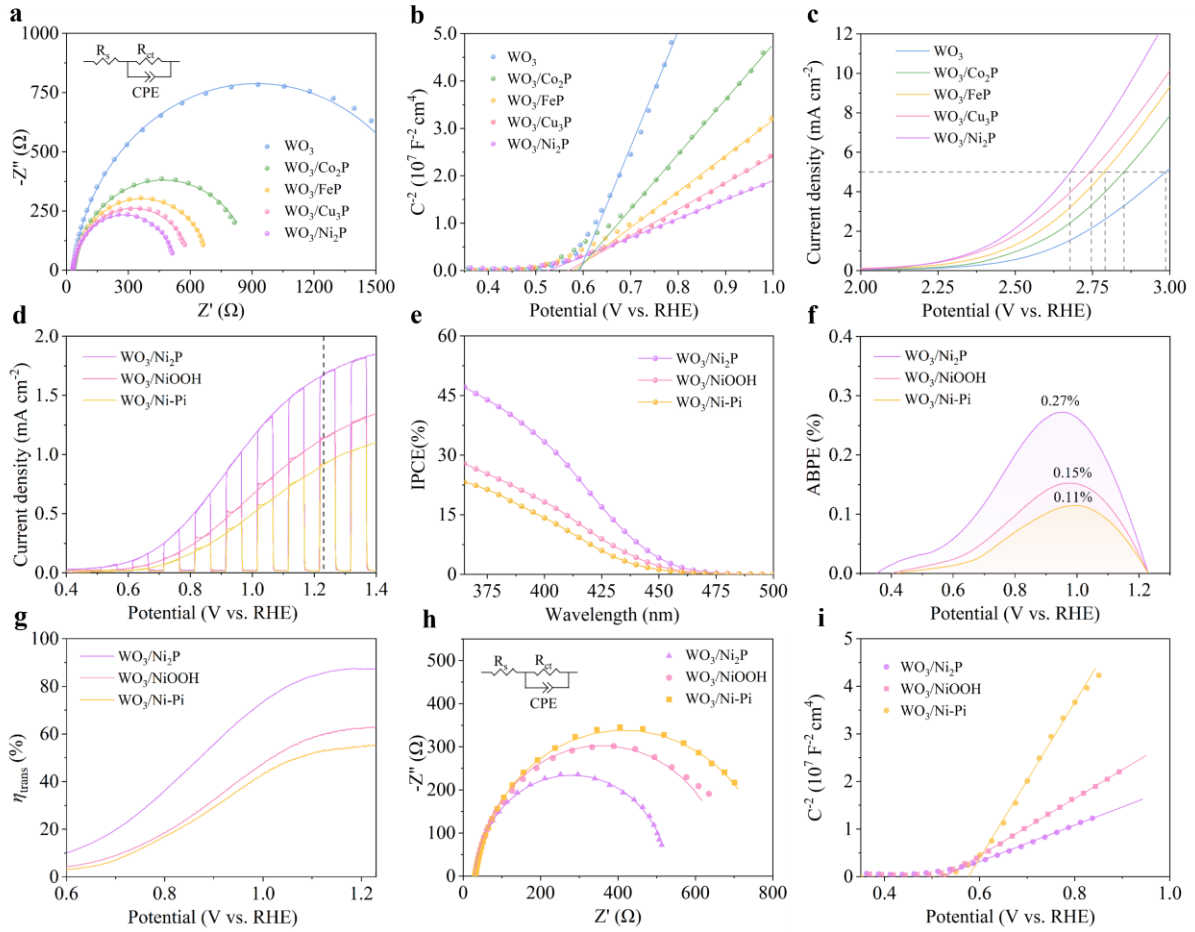 a
1000
750
500
250
0
-Z'' (Ω)
0 300 600 900 1200 1500
Z' (Ω)
Rs Rct
CPE
WO₃
WO₃/Co₂P
WO₃/FeP
WO₃/Cu₃P
WO₃/Ni₂P
b
5.0
4.0
3.0
2.0
1.0
0.0
C⁻² (10⁷ F⁻² cm⁴)
0.4 0.5 0.6 0.7 0.8 0.9 1.0
Potential (V vs. RHE)
WO₃
WO₃/Co₂P
WO₃/FeP
WO₃/Cu₃P
WO₃/Ni₂P
c
12
10
8
6
4
2
0
Current density (mA cm⁻²)
2.00 2.25 2.50 2.75 3.00
Potential (V vs. RHE)
WO₃
WO₃/Co₂P
WO₃/FeP
WO₃/Cu₃P
WO₃/Ni₂P
d
2.0
1.5
1.0
0.5
0.0
Current density (mA cm⁻²)
0.4 0.6 0.8 1.0 1.2 1.4
Potential (V vs. RHE)
WO₃/Ni₂P
WO₃/NiOOH
WO₃/Ni-Pi
e
60
45
30
15
0
IPCE(%)
375 400 425 450 475 500
Wavelength (nm)
WO₃/Ni₂P
WO₃/NiOOH
WO₃/Ni-Pi
f
0.4
0.3
0.2
0.1
0.0
ABPE (%)
0.4 0.6 0.8 1.0 1.2
Potential (V vs. RHE)
WO₃/Ni₂P
WO₃/NiOOH
WO₃/Ni-Pi
0.27%
0.15%
0.11%
g
100
80
60
40
20
0
ηtrans (%)
0.6 0.8 1.0 1.2
Potential (V vs. RHE)
WO₃/Ni₂P
WO₃/NiOOH
WO₃/Ni-Pi
h
500
400
300
200
100
0
-Z'' (Ω)
0 200 400 600 800
Z' (Ω)
Rs Rct
CPE
WO₃/Ni₂P
WO₃/NiOOH
WO₃/Ni-Pi
i
5
4
3
2
1
0
C⁻² (10⁷ F⁻² cm⁴)
0.4 0.6 0.8 1.0
Potential (V vs. RHE)
WO₃/Ni₂P
WO₃/NiOOH
WO₃/Ni-Pi